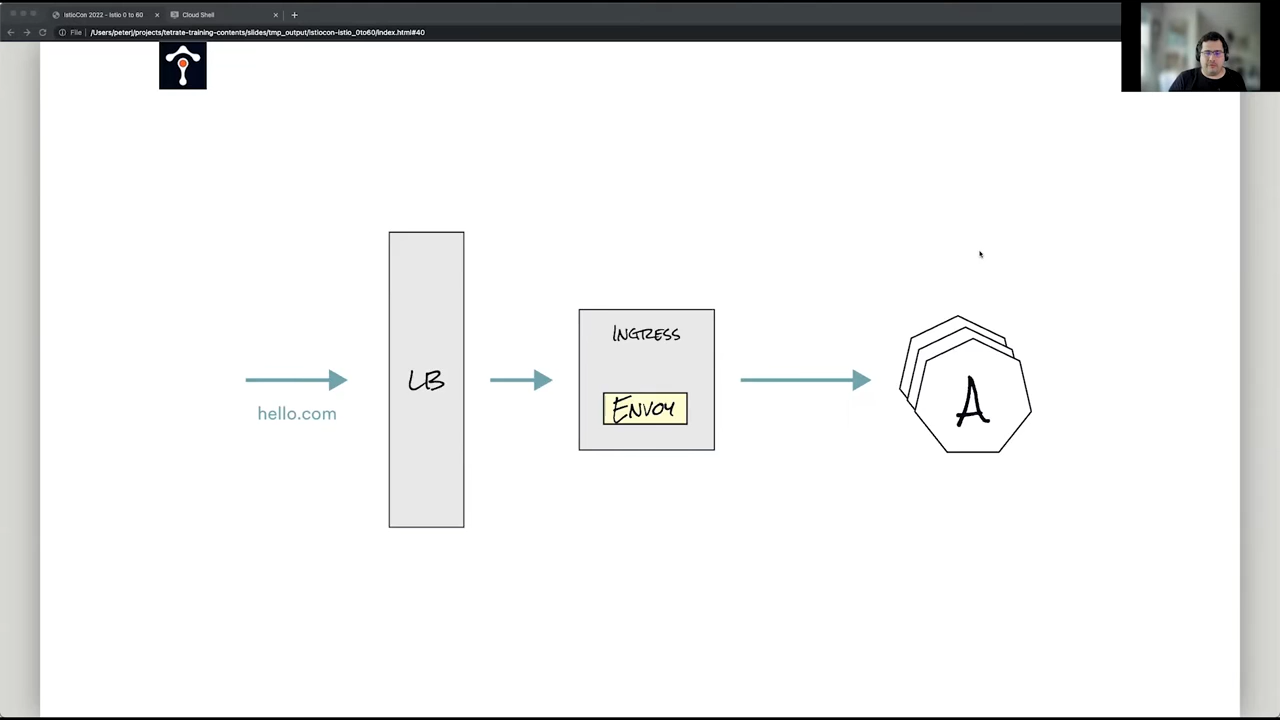 IstioCon 2022 - Istio 0 to 60
Cloud Shell
File
/Users/peterj/projects/tetrate-training-contents/slides/tmp_output/istiocon-istio_0to60/index.html#40
INGRESS
LB
ENVOY
A
hello.com